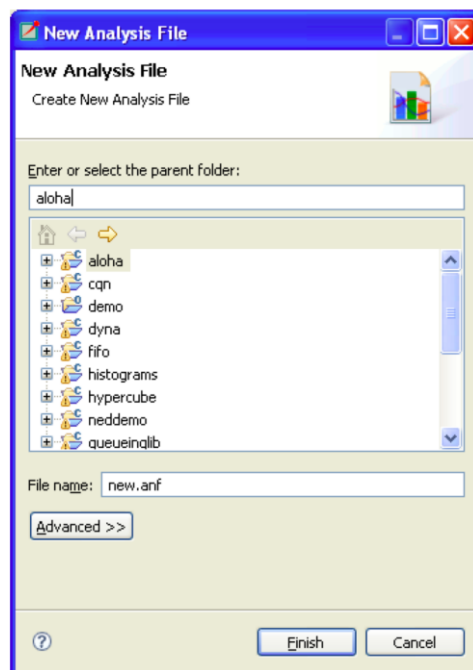 New Analysis File
New Analysis File
Create New Analysis File
Enter or select the parent folder:
aloha
aloha
cqn
demo
dyna
fifo
histograms
hypercube
neddemo
queueinglib
File name: new.anf
Advanced >>
Finish Cancel